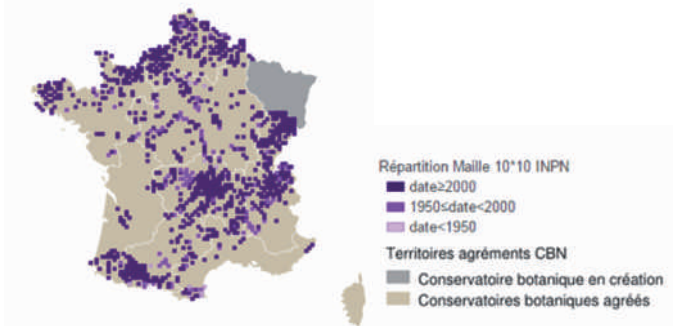 Répartition Maille 10*10 INPN
date≥2000
1950≤date<2000
date<1950
Territoires agréments CBN
Conservatoire botanique en création
Conservatoires botaniques agréés